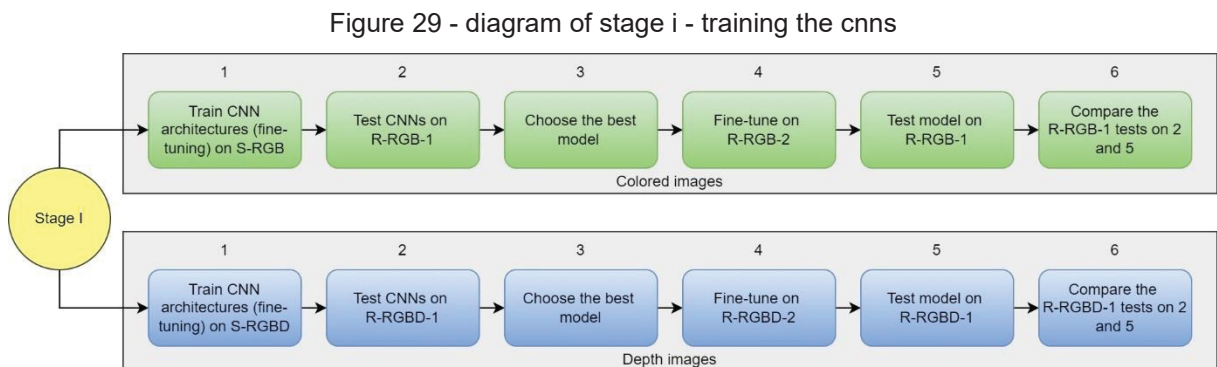 Figure 29 - diagram of stage i - training the cnns
1
2
3
4
5
6
Train CNN
architectures (fine-
tuning) on S-RGB
Test CNNs on
R-RGB-1
Choose the best
model
Fine-tune on
R-RGB-2
Test model on
R-RGB-1
Compare the
R-RGB-1 tests on 2
and 5
Colored images
Stage I
1
2
3
4
5
6
Train CNN
architectures (fine-
tuning) on S-RGBD
Test CNNs on
R-RGBD-1
Choose the best
model
Fine-tune on
R-RGBD-2
Test model on
R-RGBD-1
Compare the
R-RGBD-1 tests on 2
and 5
Depth images